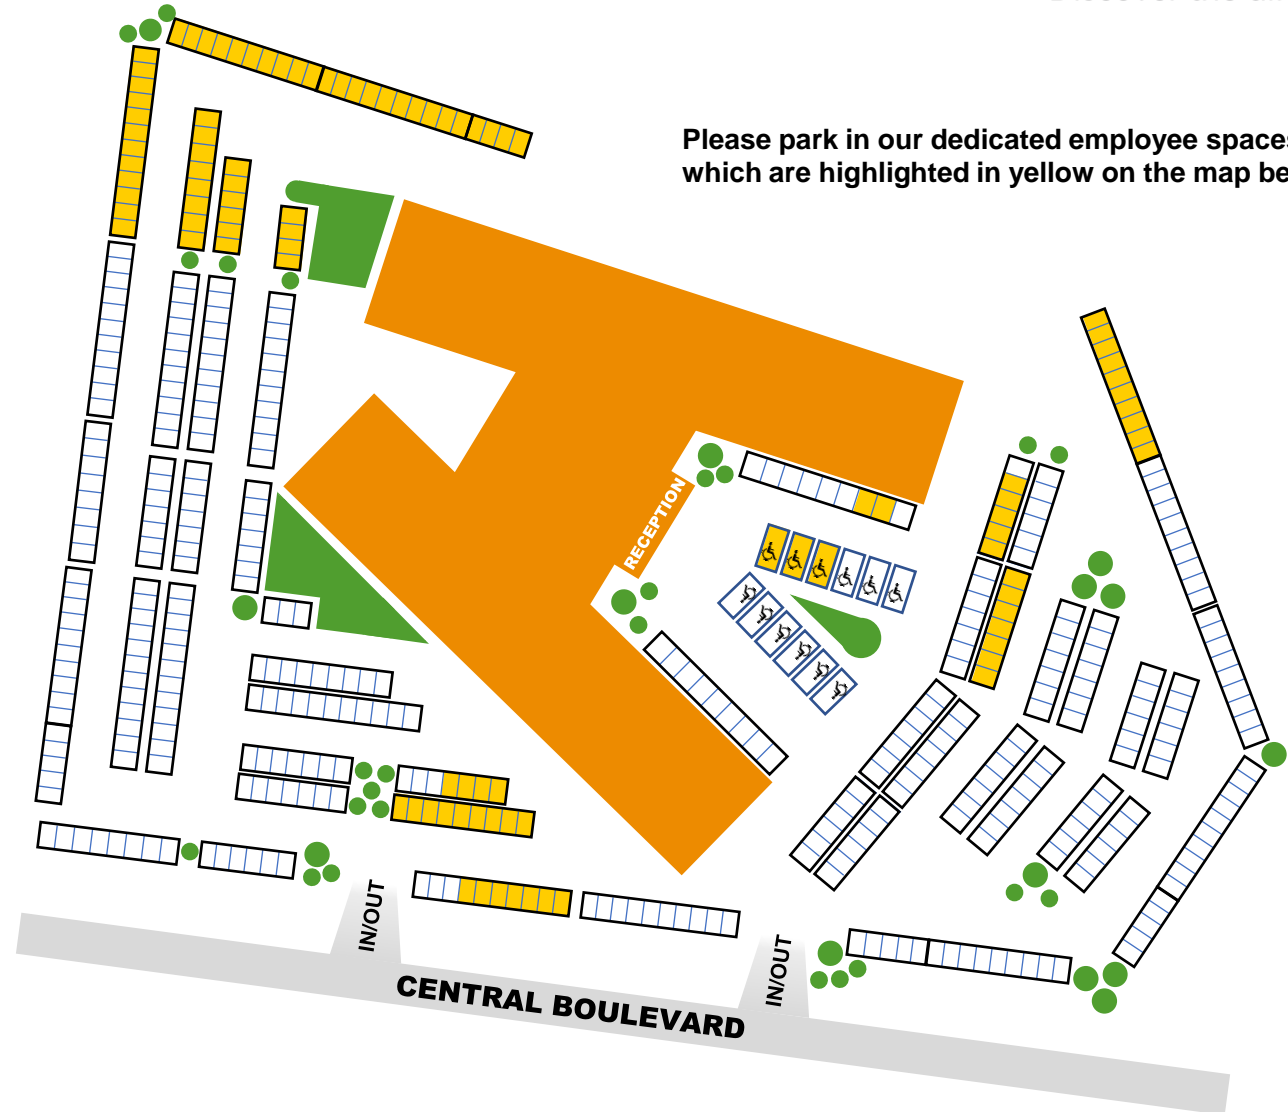 Please park in our dedicated employee spaces
which are highlighted in yellow on the map be
RECEPTION
IN/OUT
IN/OUT
CENTRAL BOULEVARD